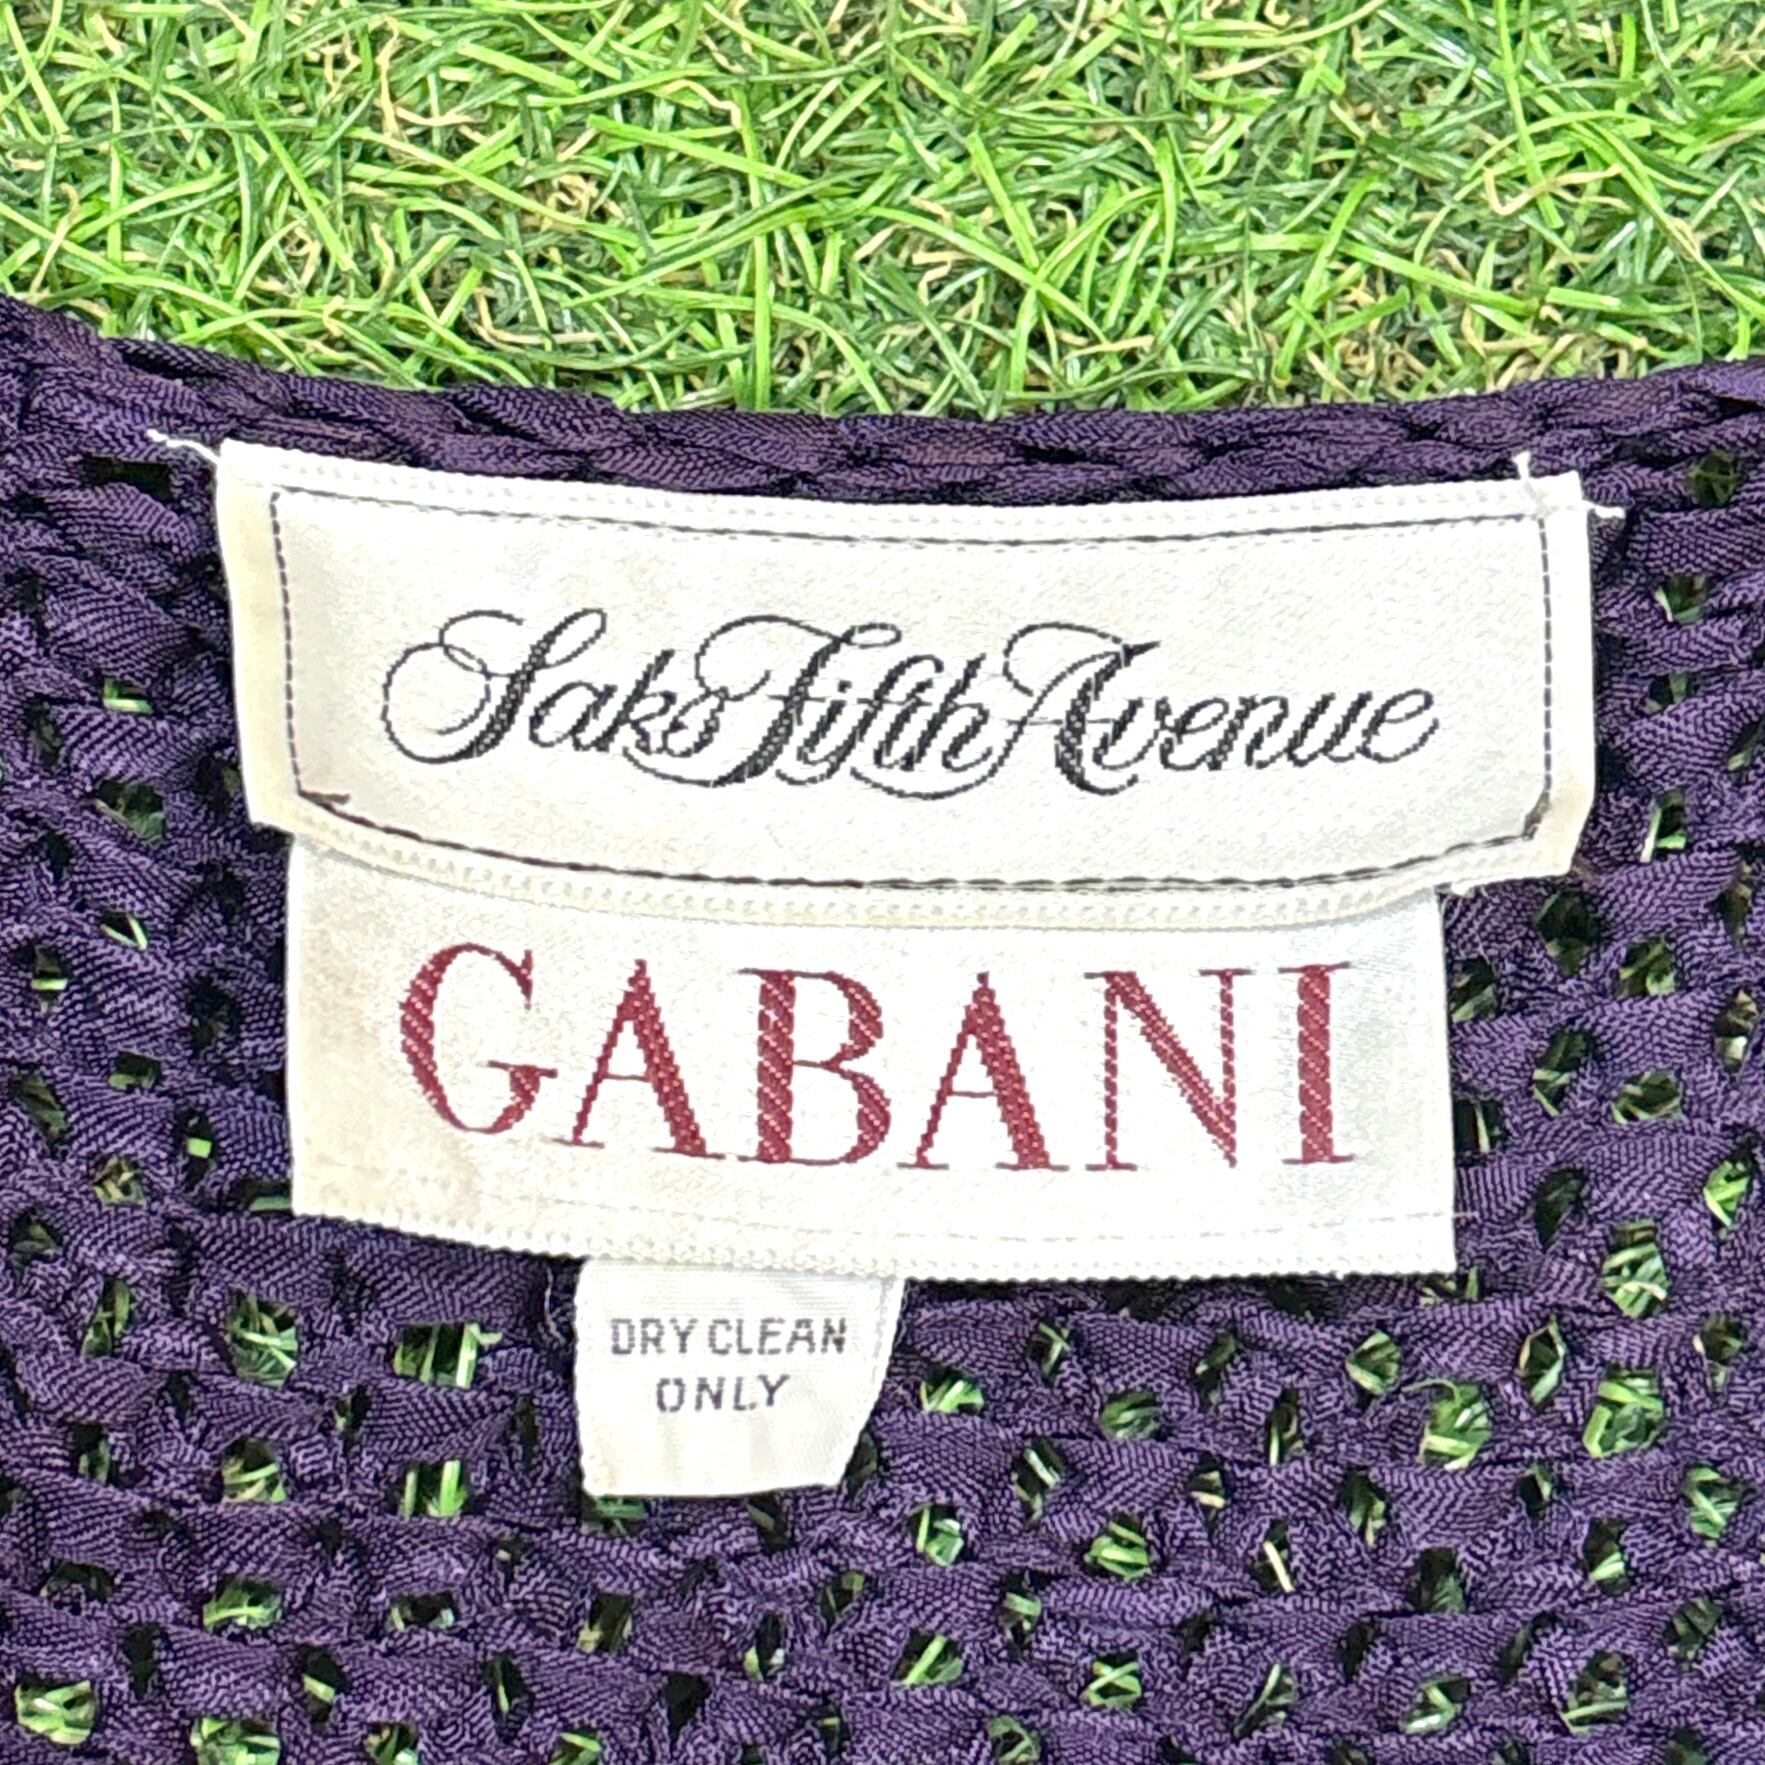 Saks Fifth Avenue
GABANI
DRY CLEAN
ONLY